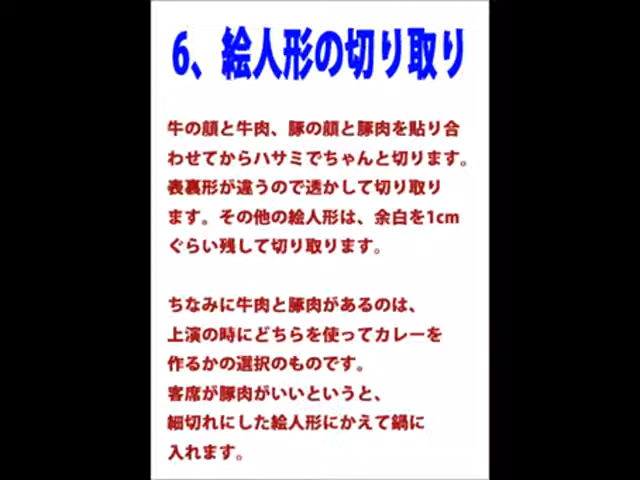 6、絵人形の切り取り
牛の顔と牛肉、豚の顔と豚肉を貼り合
わせてからハサミでちゃんと切ります。
表裏形が違うので透かして切り取り
ます。その他の絵人形は、余白を1cm
ぐらい残して切り取ります。
ちなみに牛肉と豚肉があるのは、
上演の時にどちらを使ってカレーを
作るかの選択のものです。
客席が豚肉がいいというと、
細切れにした絵人形にかえて鍋に
入れます。